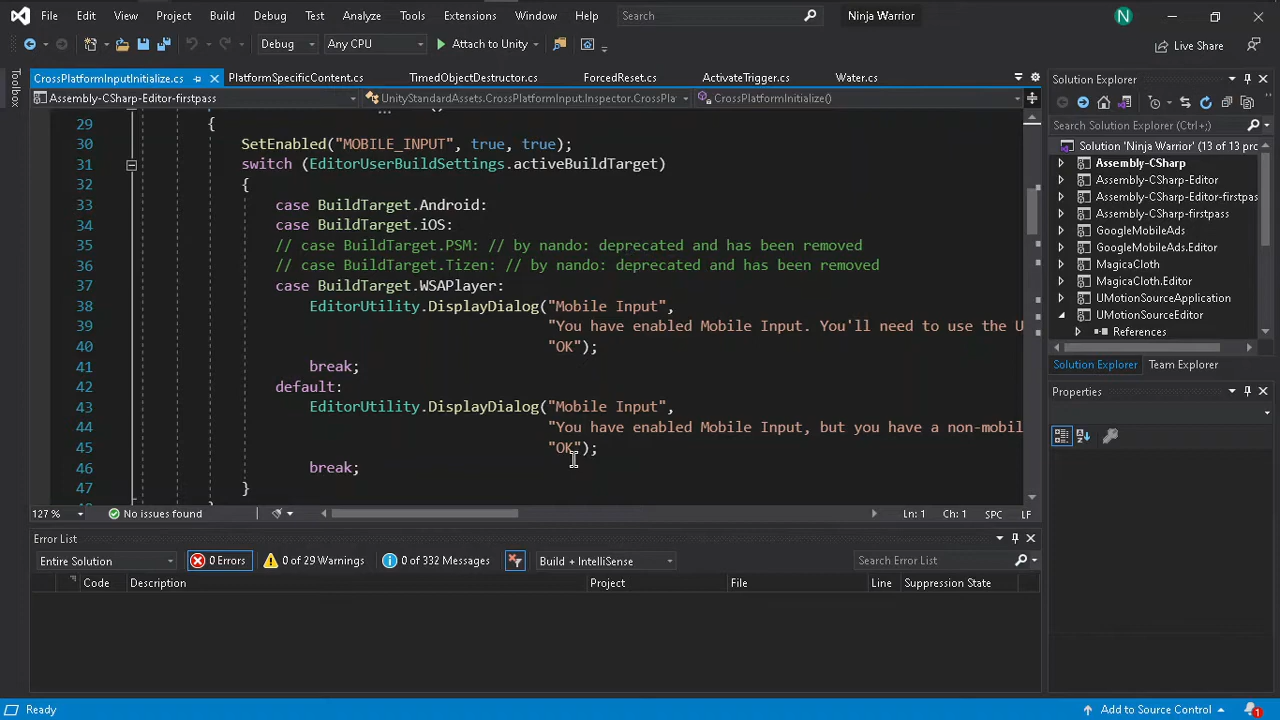 File Edit View Project Build Debug Test Analyze Tools Extensions Window Help Search Ninja Warrior N
Debug Any CPU Attach to Unity Live Share
Toolbox
CrossPlatformInputInitialize.cs PlatformSpecificContent.cs TimedObjectDestructor.cs ForcedReset.cs ActivateTrigger.cs Water.cs
Assembly-CSharp-Editor-firstpass UnityStandardAssets.CrossPlatformInput.Inspector.CrossPla CrossPlatformInitialize()
29 {
30 SetEnabled("MOBILE_INPUT", true, true);
31 switch (EditorUserBuildSettings.activeBuildTarget)
32 {
33 case BuildTarget.Android:
34 case BuildTarget.iOS:
35 // case BuildTarget.PSM: // by nando: deprecated and has been removed
36 // case BuildTarget.Tizen: // by nando: deprecated and has been removed
37 case BuildTarget.WSAPlayer:
38 EditorUtility.DisplayDialog("Mobile Input",
39 "You have enabled Mobile Input. You'll need to use the U
40 "OK");
41 break;
42 default:
43 EditorUtility.DisplayDialog("Mobile Input",
44 "You have enabled Mobile Input, but you have a non-mobil
45 "OK");
46 break;
47 }
127 % No issues found Ln: 1 Ch: 1 SPC LF
Solution Explorer
Search Solution Explorer (Ctrl+;)
Solution 'Ninja Warrior' (13 of 13 proj
Assembly-CSharp
Assembly-CSharp-Editor
Assembly-CSharp-Editor-firstpas
Assembly-CSharp-firstpass
GoogleMobileAds
GoogleMobileAds.Editor
MagicaCloth
MagicaCloth.Editor
UMotionSourceApplication
UMotionSourceEditor
References
Solution Explorer Team Explorer
Properties
Error List
Entire Solution 0 Errors 0 of 29 Warnings 0 of 332 Messages Build + IntelliSense Search Error List
Code Description Project File Line Suppression State
Ready Add to Source Control 1